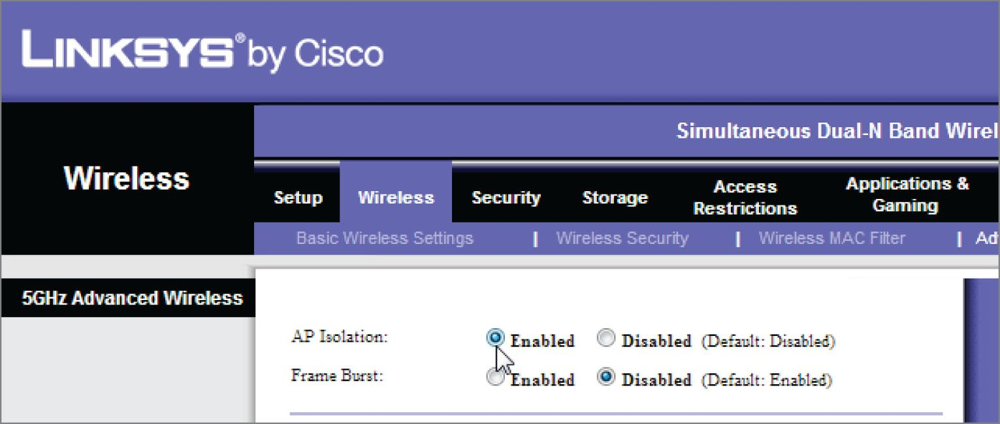 LINKSYS® by Cisco
Simultaneous Dual-N Band
Wireless
Setup
Wireless
Security
Storage
Access
Restrictions
Applications &
Gaming
Basic Wireless Settings | Wireless Security | Wireless MAC Filter |
5GHz Advanced Wireless
AP Isolation: Enabled Disabled (Default: Disabled)
Frame Burst: Enabled Disabled (Default: Enabled)